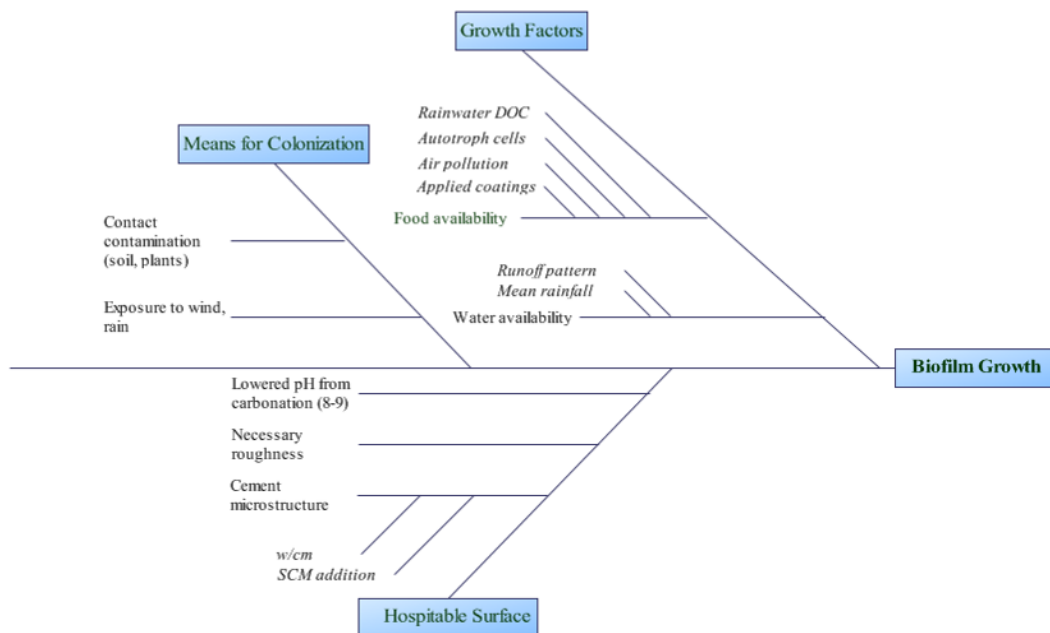 Growth Factors
Rainwater DOC
Autotroph cells
Air pollution
Applied coatings
Food availability
Runoff pattern
Mean rainfall
Water availability
Means for Colonization
Contact
contamination
(soil, plants)
Exposure to wind,
rain
Biofilm Growth
Lowered pH from
carbonation (8-9)
Necessary
roughness
Cement
microstructure
w/cm
SCM addition
Hospitable Surface